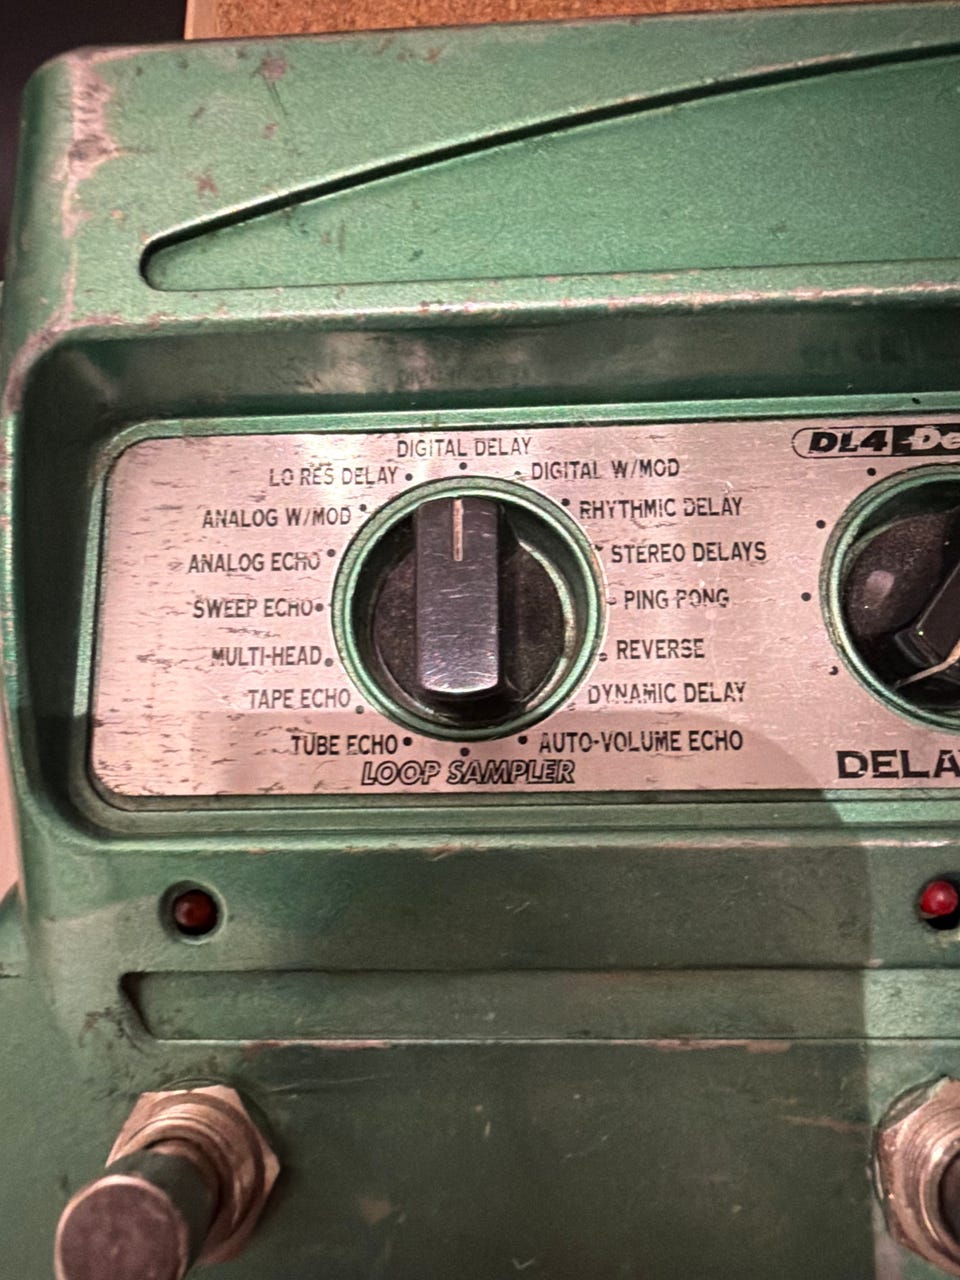 DIGITAL DELAY
LO RES DELAY
DIGITAL W/MOD
ANALOG W/MOD
RHYTHMIC DELAY
ANALOG ECHO
STEREO DELAYS
SWEEP ECHO
PING PONG
MULTI-HEAD
REVERSE
TAPE ECHO
DYNAMIC DELAY
TUBE ECHO
AUTO-VOLUME ECHO
LOOP SAMPLER
DL4